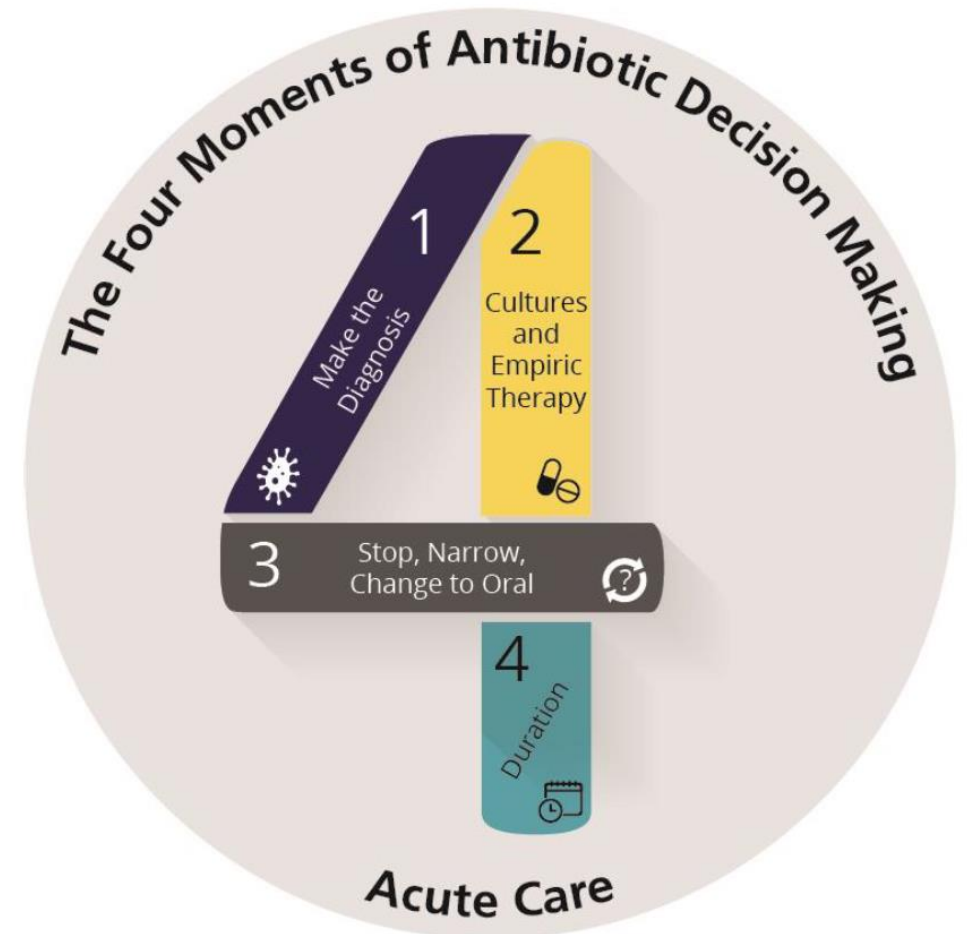 The Four Moments of Antibiotic Decision Making
1
Make the
Diagnosis
2
Cultures
and
Empiric
Therapy
3
Stop, Narrow,
Change to Oral
?
4
Duration
Acute Care